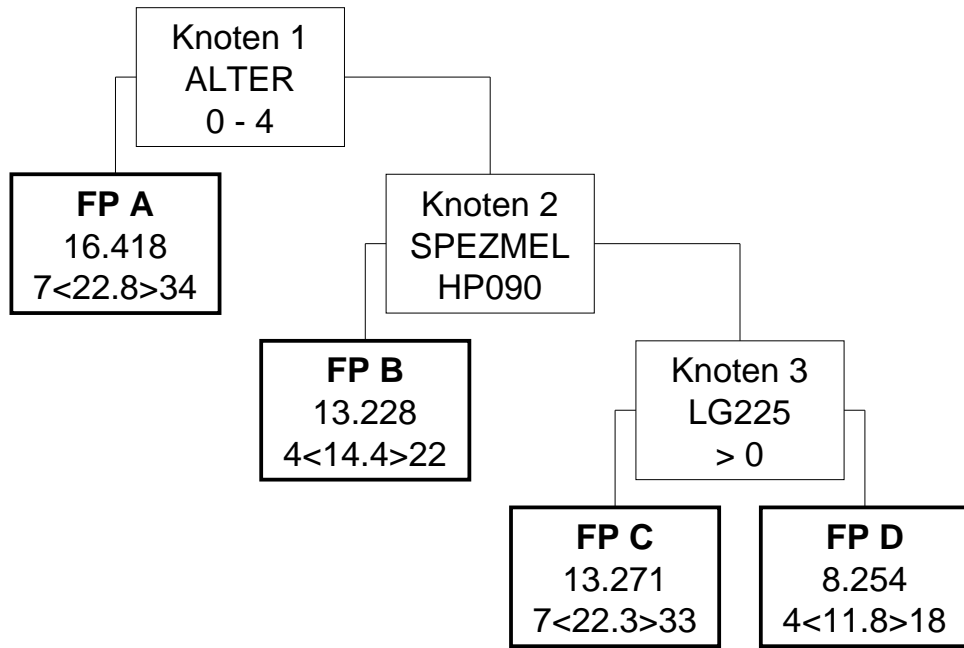 Knoten 1
ALTER
0 - 4
FP A
16.418
7<22.8>34
Knoten 2
SPEZMEL
HP090
FP B
13.228
4<14.4>22
Knoten 3
LG225
> 0
FP C
13.271
7<22.3>33
FP D
8.254
4<11.8>18